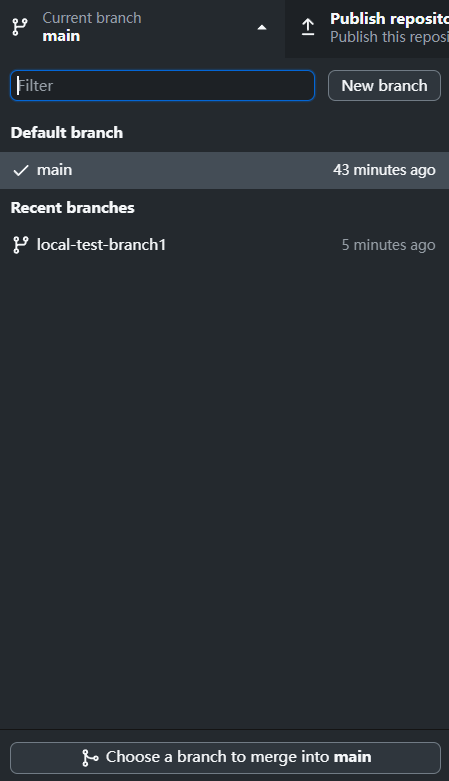 Current branch
main
Publish reposito
Publish this reposi
Filter
New branch
Default branch
main 43 minutes ago
Recent branches
local-test-branch1 5 minutes ago
Choose a branch to merge into main